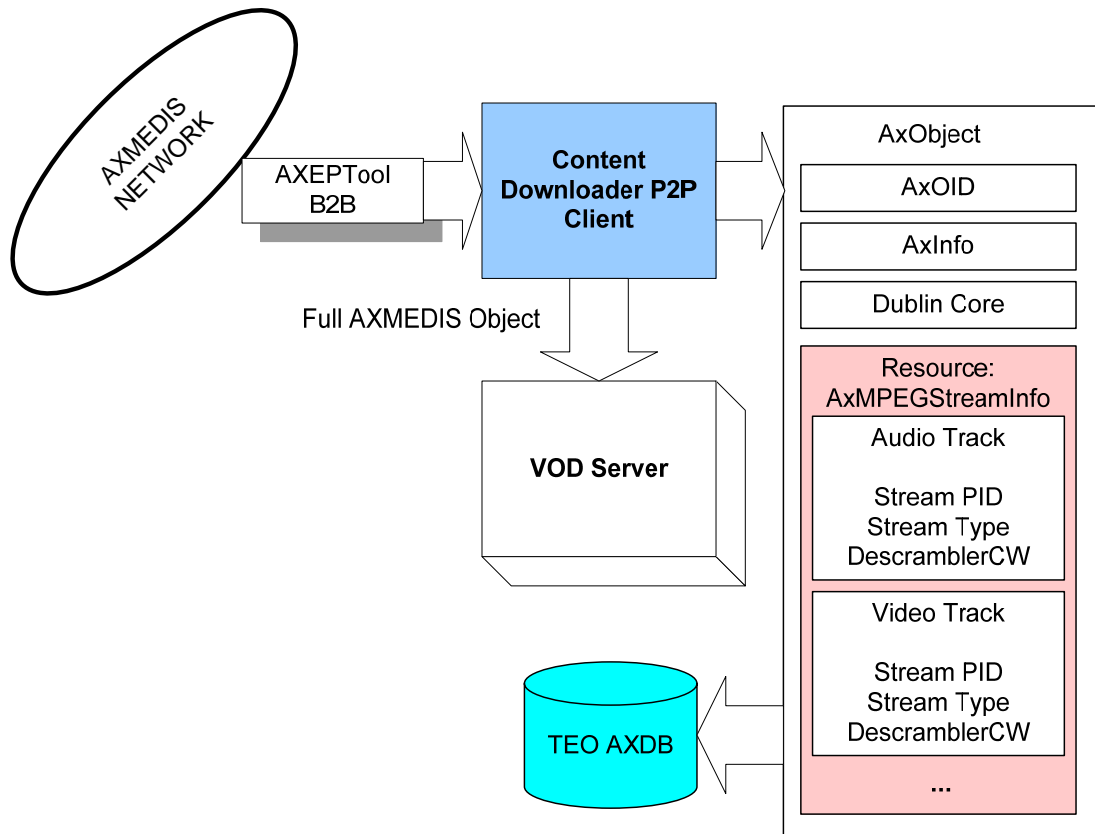 AXMEDIS
NETWORK
AXEPTool
B2B
Content
Downloader P2P
Client
Full AXMEDIS Object
VOD Server
TEO AXDB
AxObject
AxOID
AxInfo
Dublin Core
Resource:
AxMPEGStreamInfo
Audio Track
Stream PID
Stream Type
DescramblerCW
Video Track
Stream PID
Stream Type
DescramblerCW
...